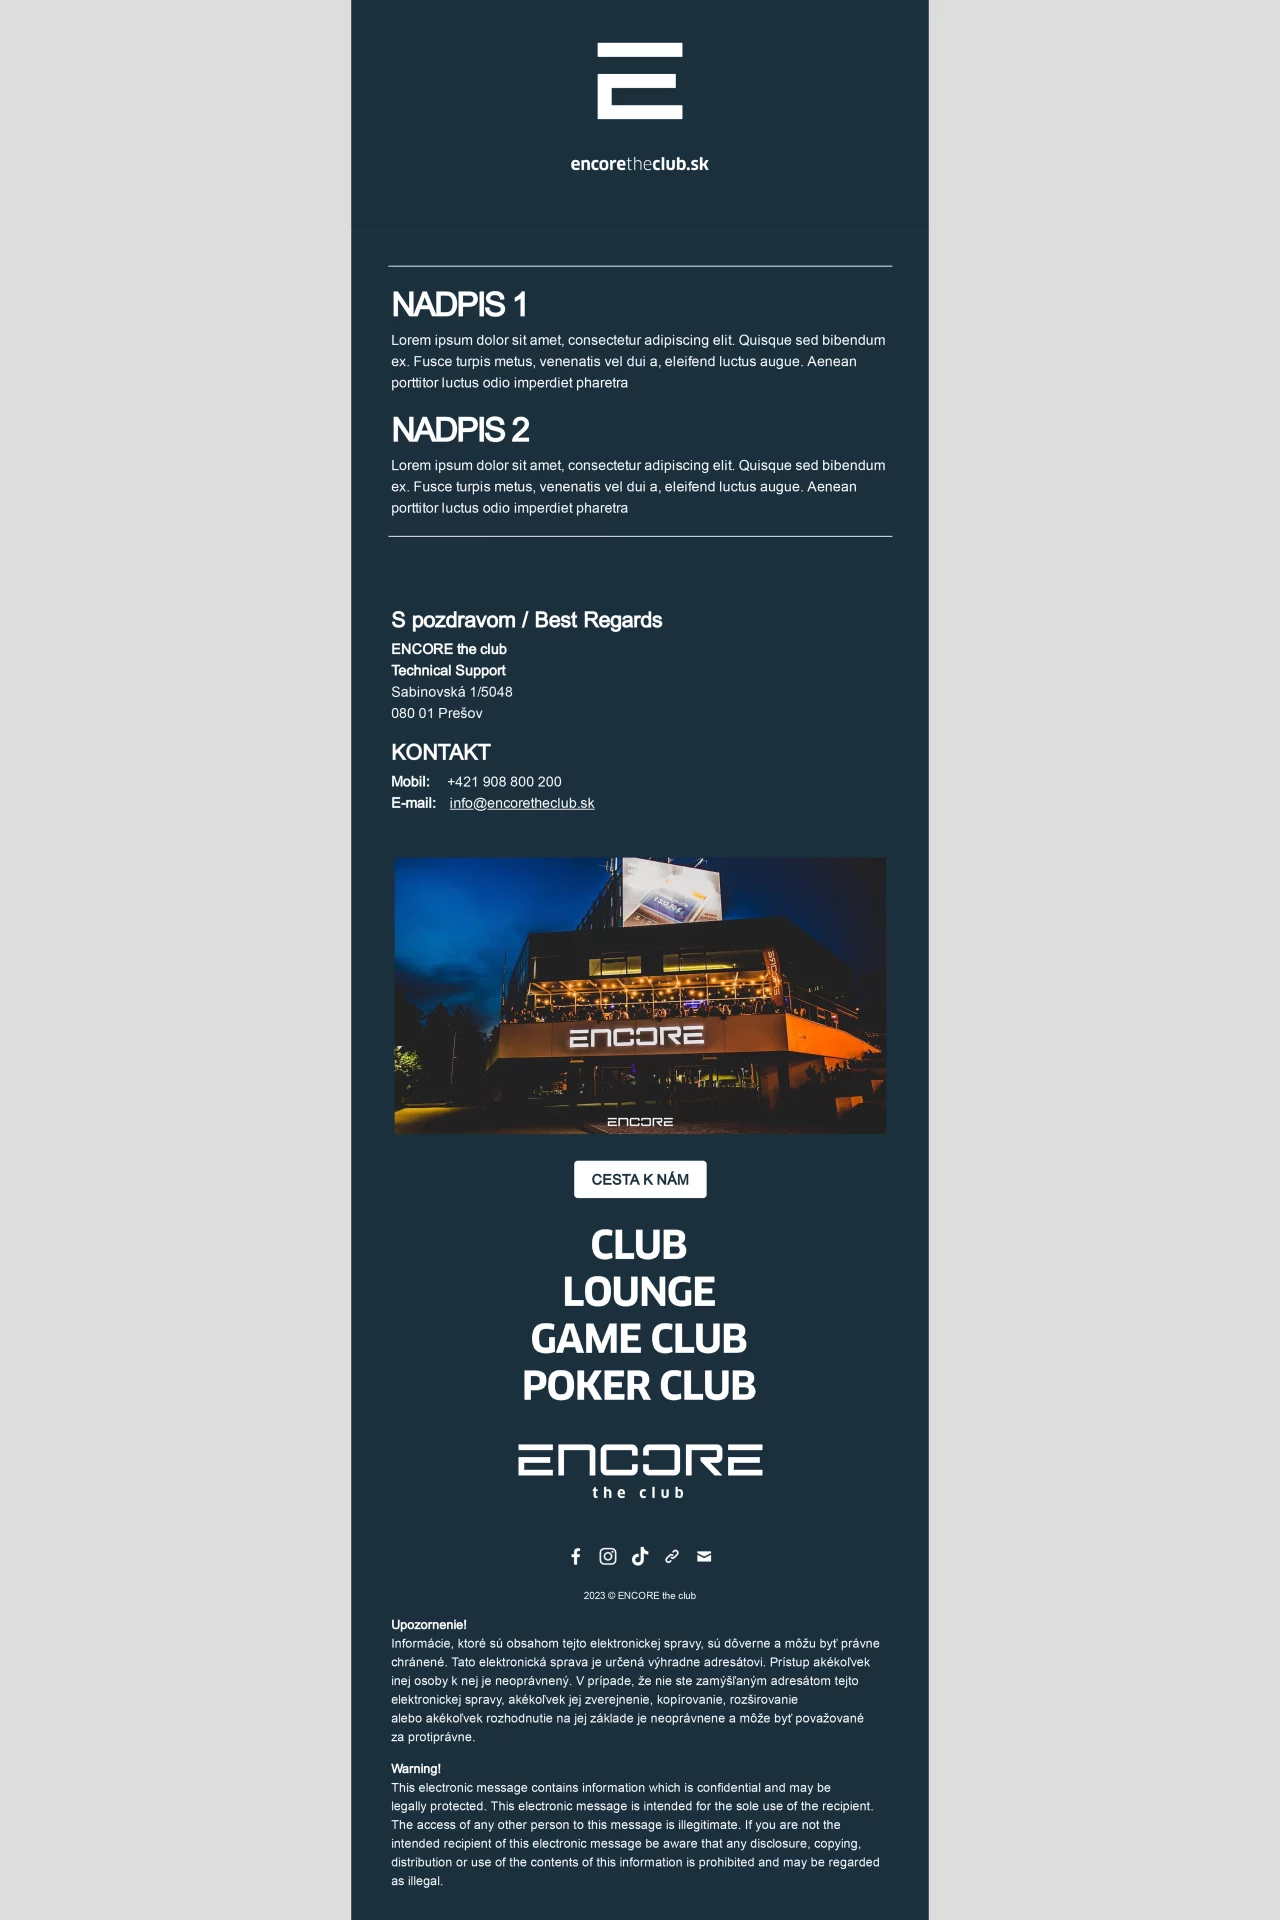 encoretheclub.sk
NADPIS 1
Lorem ipsum dolor sit amet, consectetur adipiscing elit. Quisque sed bibendum
ex. Fusce turpis metus, venenatis vel dui a, eleifend luctus augue. Aenean
porttitor luctus odio imperdiet pharetra
NADPIS 2
Lorem ipsum dolor sit amet, consectetur adipiscing elit. Quisque sed bibendum
ex. Fusce turpis metus, venenatis vel dui a, eleifend luctus augue. Aenean
porttitor luctus odio imperdiet pharetra
S pozdravom / Best Regards
ENCORE the club
Technical Support
Sabinovská 1/5048
080 01 Prešov
KONTAKT
Mobil: +421 908 800 200
E-mail: info@encoretheclub.sk
ENCORE
ENCORE
ENCORE
CESTA K NÁM
CLUB
LOUNGE
GAME CLUB
POKER CLUB
ENCORE
the club
2023 © ENCORE the club
Upozornenie!
Informácie, ktoré sú obsahom tejto elektronickej spravy, sú dôverne a môžu byť právne
chránené. Tato elektronická sprava je určená výhradne adresátovi. Prístup akékoľvek
inej osoby k nej je neoprávnený. V prípade, že nie ste zamýšľaným adresátom tejto
elektronickej spravy, akékoľvek jej zverejnenie, kopírovanie, rozširovanie
alebo akékoľvek rozhodnutie na jej základe je neoprávnene a môže byť považované
za protiprávne.
Warning!
This electronic message contains information which is confidential and may be
legally protected. This electronic message is intended for the sole use of the recipient.
The access of any other person to this message is illegitimate. If you are not the
intended recipient of this electronic message be aware that any disclosure, copying,
distribution or use of the contents of this information is prohibited and may be regarded
as illegal.